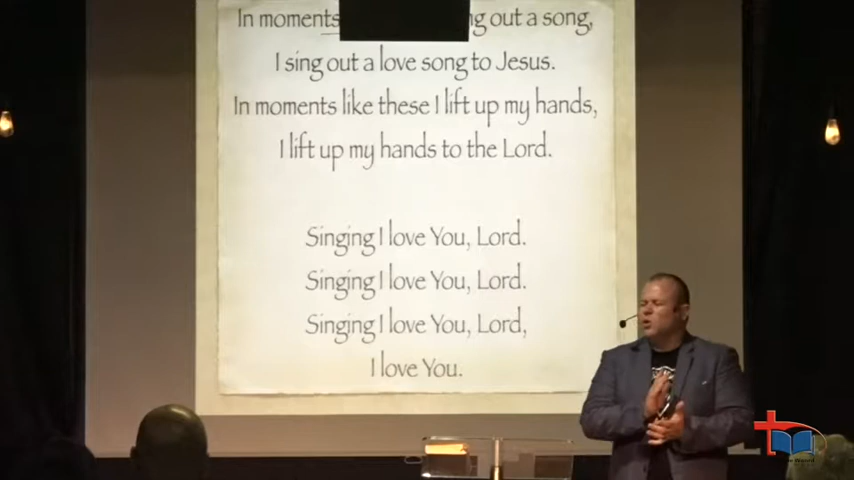 In moments song out a song,
I sing out a love song to Jesus.
In moments like these I lift up my hands,
I lift up my hands to the Lord.
Singing I love You, Lord.
Singing I love You, Lord.
Singing I love You, Lord,
I love You.